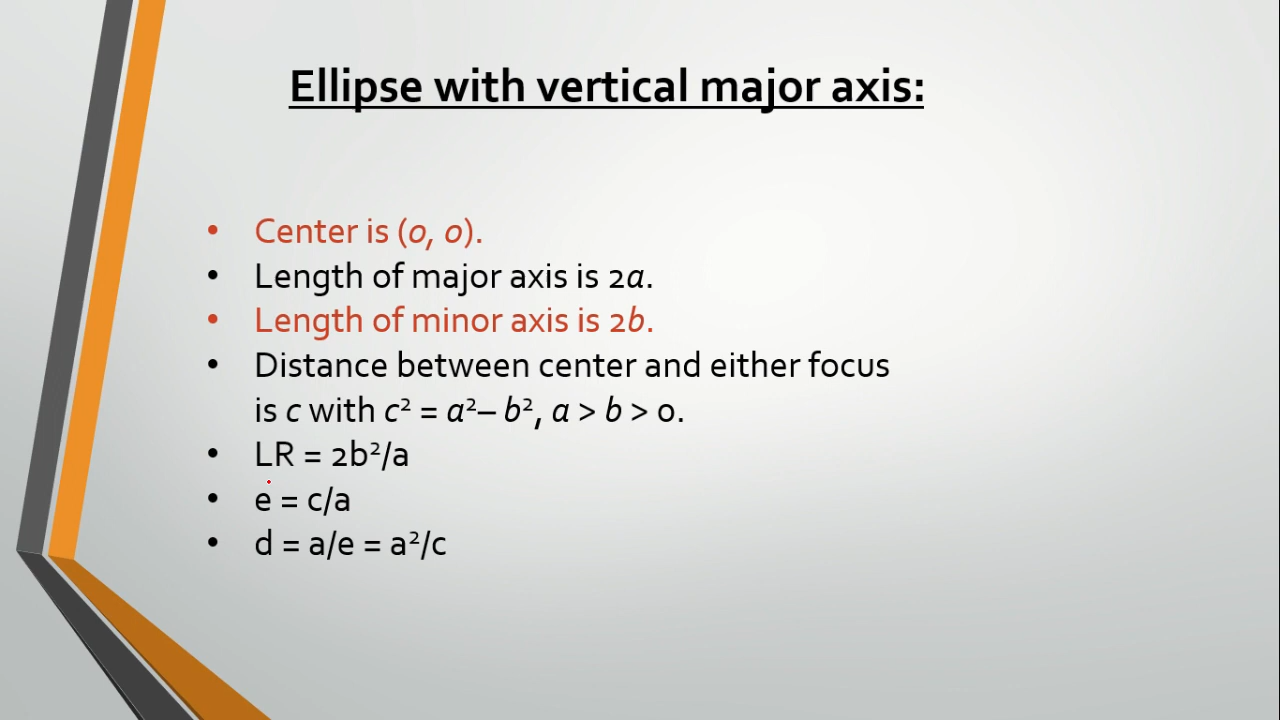 Ellipse with vertical major axis:
• Center is (0, 0).
• Length of major axis is 2a.
• Length of minor axis is 2b.
• Distance between center and either focus
is c with c² = a²– b², a > b > 0.
• LR = 2b²/a
• e = c/a
• d = a/e = a²/c